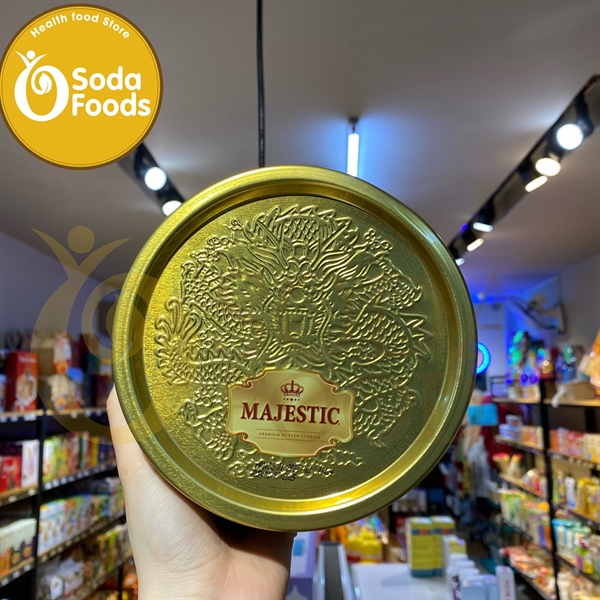 Health food Store
Soda
Foods
MAJESTIC
PREMIUM BUTTER COOKIES